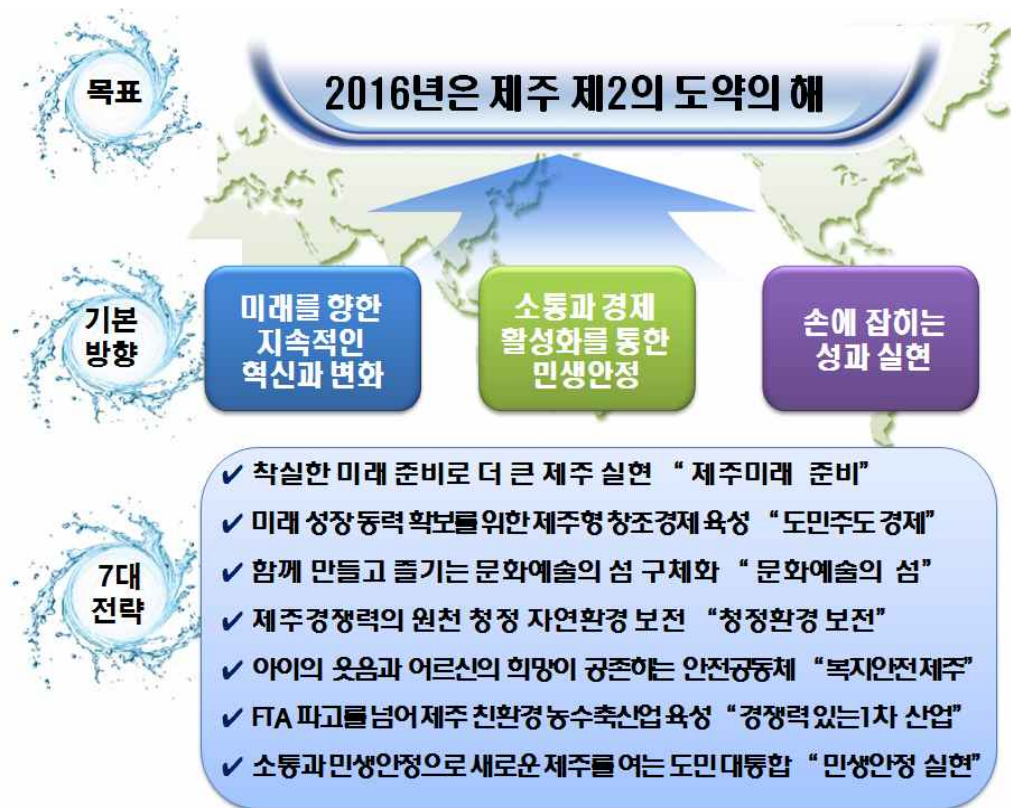 목표
2016년은 제주 제2의 도약의 해
기본
방향
미래를 향한
지속적인
혁신과 변화
소통과 경제
활성화를 통한
민생안정
손에 잡히는
성과 실현
7대
전략
✔ 착실한 미래 준비로 더 큰 제주 실현 “ 제주미래 준비”
✔ 미래 성장 동력 확보를 위한 제주형 창조경제 육성 “도민주도 경제”
✔ 함께 만들고 즐기는 문화예술의 섬 구체화 “ 문화예술의 섬”
✔ 제주경쟁력의 원천 청정 자연환경 보전 “청정환경 보전”
✔ 아이의 웃음과 어르신의 희망이 공존하는 안전공동체 “복지안전 제주”
✔ FTA 파고를 넘어 제주 친환경 농수축산업 육성 “경쟁력 있는 1차 산업”
✔ 소통과 민생안정으로 새로운 제주를 여는 도민 대통합 “ 민생안정 실현”